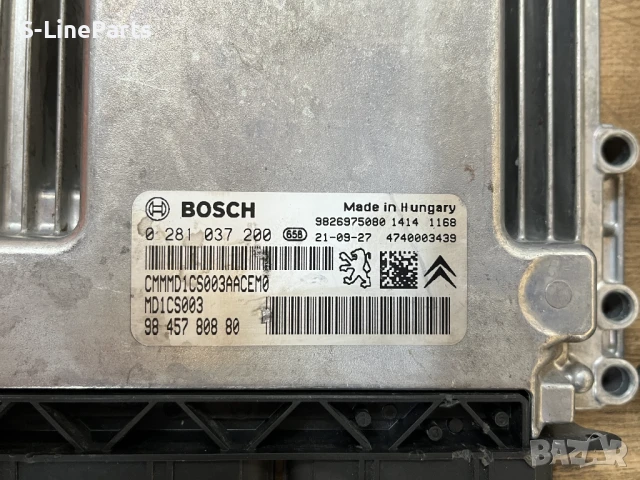 S-LineParts
BOSCH
Made in Hungary
9826975080 1414 1168
0 281 037 200 658 21-09-27 4740003439
CMMMD1CS003AACEM0
MD1CS003
98 457 808 80
BAZAR